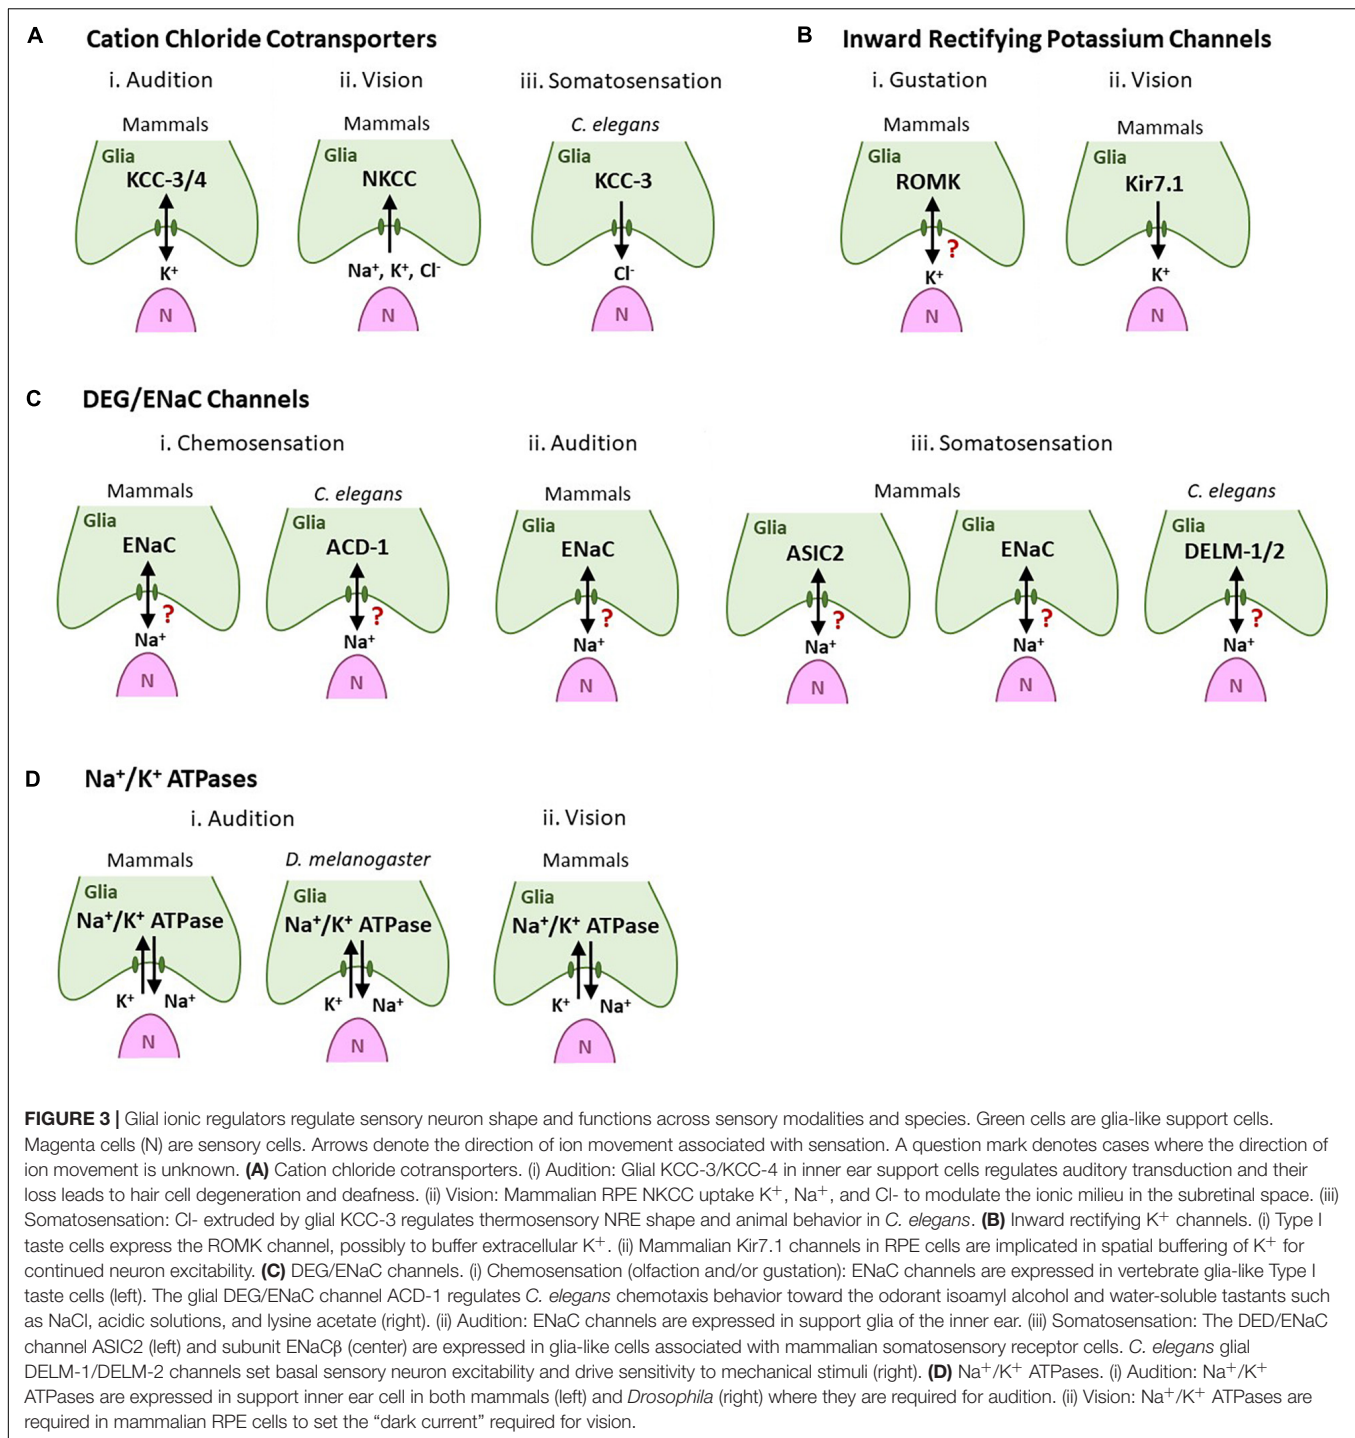 A Cation Chloride Cotransporters
i. Audition ii. Vision iii. Somatosensation
Mammals Mammals C. elegans
Glia Glia Glia
KCC-3/4 NKCC KCC-3
K⁺ Na⁺, K⁺, Cl⁻ Cl⁻
N N N
B Inward Rectifying Potassium Channels
i. Gustation ii. Vision
Mammals Mammals
Glia Glia
ROMK Kir7.1
?
K⁺ K⁺
N N
C DEG/ENaC Channels
i. Chemosensation ii. Audition iii. Somatosensation
Mammals C. elegans Mammals Mammals C. elegans
Glia Glia Glia Glia Glia Glia
ENaC ACD-1 ENaC ASIC2 ENaC DELM-1/2
? ? ? ? ? ?
Na⁺ Na⁺ Na⁺ Na⁺ Na⁺ Na⁺
N N N N N N
D Na⁺/K⁺ ATPases
i. Audition ii. Vision
Mammals D. melanogaster Mammals
Glia Glia Glia
Na⁺/K⁺ ATPase Na⁺/K⁺ ATPase Na⁺/K⁺ ATPase
K⁺ Na⁺ K⁺ Na⁺ K⁺ Na⁺
N N N
FIGURE 3 | Glial ionic regulators regulate sensory neuron shape and functions across sensory modalities and species. Green cells are glia-like support cells.
Magenta cells (N) are sensory cells. Arrows denote the direction of ion movement associated with sensation. A question mark denotes cases where the direction of
ion movement is unknown. (A) Cation chloride cotransporters. (i) Audition: Glial KCC-3/KCC-4 in inner ear support cells regulates auditory transduction and their
loss leads to hair cell degeneration and deafness. (ii) Vision: Mammalian RPE NKCC uptake K⁺, Na⁺, and Cl- to modulate the ionic milieu in the subretinal space. (iii)
Somatosensation: Cl- extruded by glial KCC-3 regulates thermosensory NRE shape and animal behavior in C. elegans. (B) Inward rectifying K⁺ channels. (i) Type I
taste cells express the ROMK channel, possibly to buffer extracellular K⁺. (ii) Mammalian Kir7.1 channels in RPE cells are implicated in spatial buffering of K⁺ for
continued neuron excitability. (C) DEG/ENaC channels. (i) Chemosensation (olfaction and/or gustation): ENaC channels are expressed in vertebrate glia-like Type I
taste cells (left). The glial DEG/ENaC channel ACD-1 regulates C. elegans chemotaxis behavior toward the odorant isoamyl alcohol and water-soluble tastants such
as NaCl, acidic solutions, and lysine acetate (right). (ii) Audition: ENaC channels are expressed in support glia of the inner ear. (iii) Somatosensation: The DED/ENaC
channel ASIC2 (left) and subunit ENaCβ (center) are expressed in glia-like cells associated with mammalian somatosensory receptor cells. C. elegans glial
DELM-1/DELM-2 channels set basal sensory neuron excitability and drive sensitivity to mechanical stimuli (right). (D) Na⁺/K⁺ ATPases. (i) Audition: Na⁺/K⁺
ATPases are expressed in support inner ear cell in both mammals (left) and Drosophila (right) where they are required for audition. (ii) Vision: Na⁺/K⁺ ATPases are
required in mammalian RPE cells to set the “dark current” required for vision.